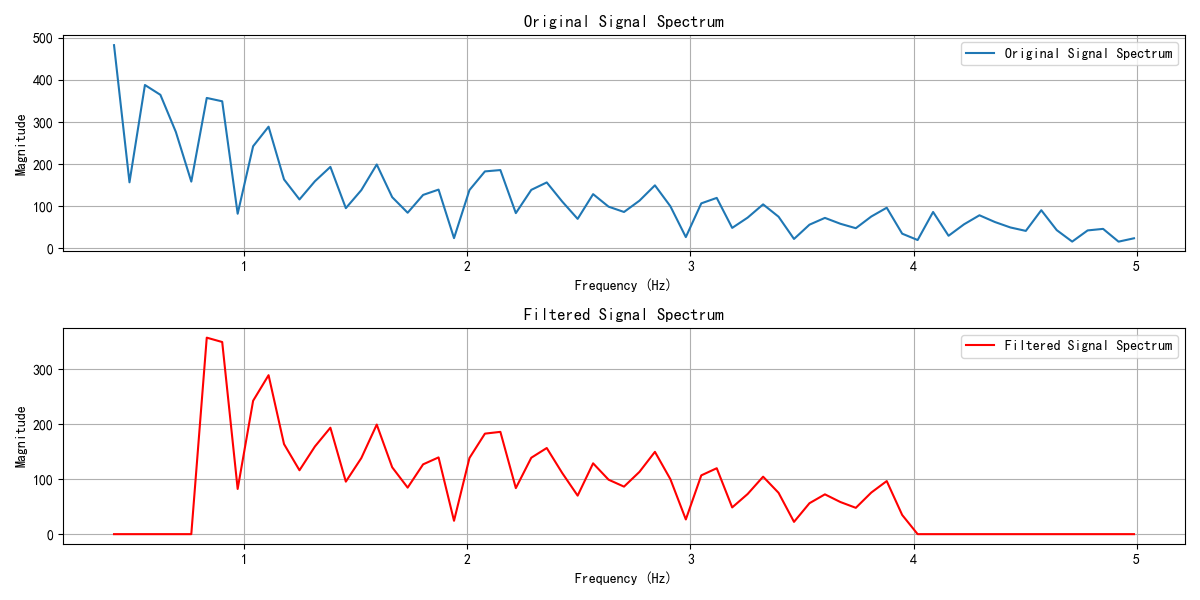 Original Signal Spectrum
500
400
300
200
100
0
Magnitude
Original Signal Spectrum
1 2 3 4 5
Frequency (Hz)
Filtered Signal Spectrum
300
200
100
0
Magnitude
Filtered Signal Spectrum
1 2 3 4 5
Frequency (Hz)